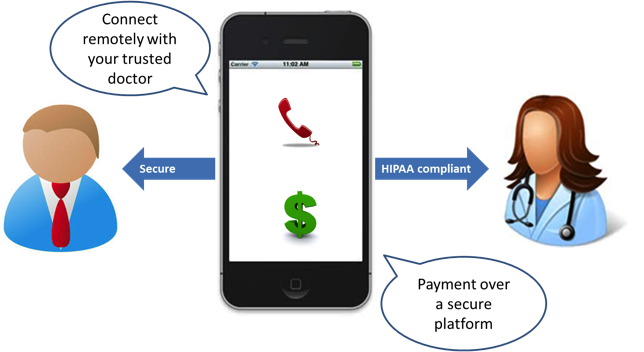 Connect
remotely with
your trusted
doctor
Carrier 11:02 AM
Secure
HIPAA compliant
$
Payment over
a secure
platform